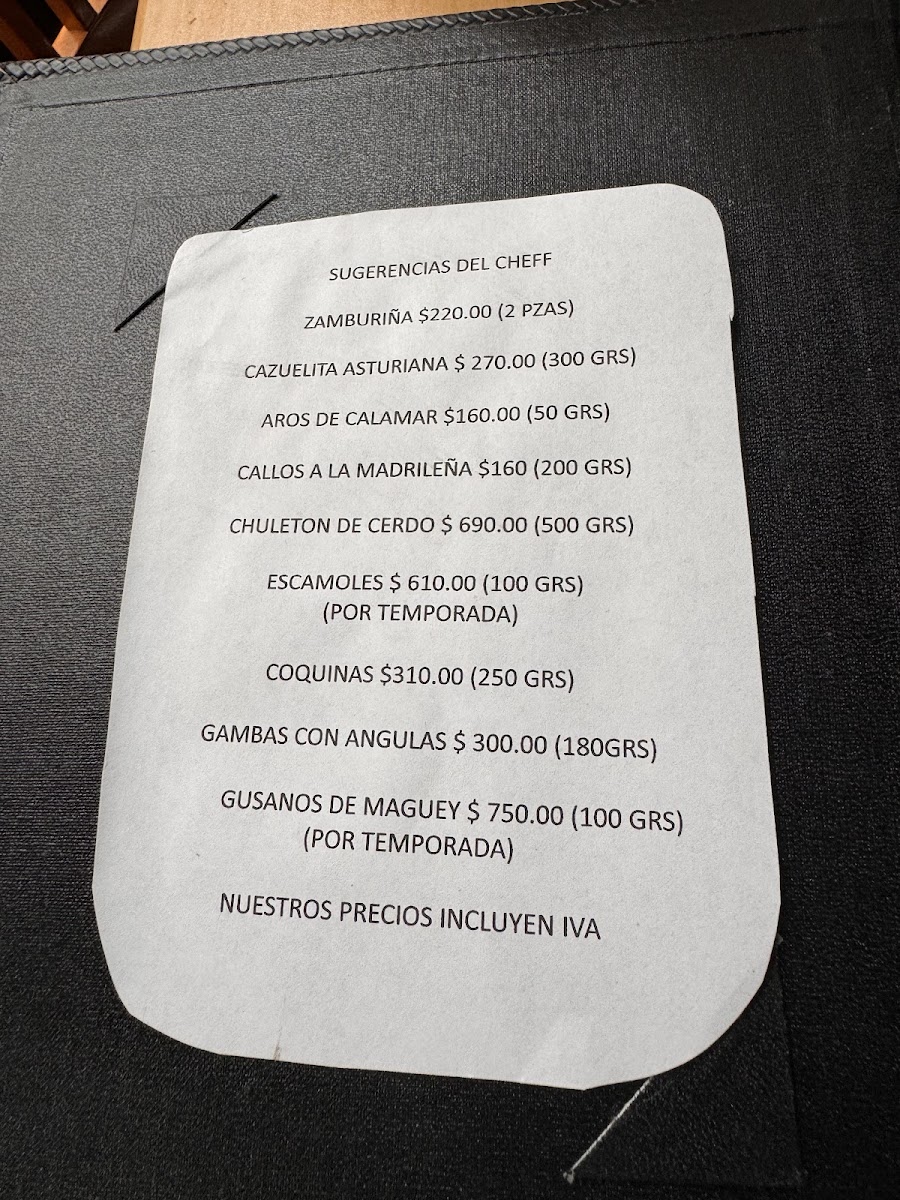 SUGERENCIAS DEL CHEFF
ZAMBURIÑA $220.00 (2 PZAS)
CAZUELITA ASTURIANA $ 270.00 (300 GRS)
AROS DE CALAMAR $160.00 (50 GRS)
CALLOS A LA MADRILEÑA $160 (200 GRS)
CHULETON DE CERDO $ 690.00 (500 GRS)
ESCAMOLES $ 610.00 (100 GRS)
(POR TEMPORADA)
COQUINAS $310.00 (250 GRS)
GAMBAS CON ANGULAS $ 300.00 (180GRS)
GUSANOS DE MAGUEY $ 750.00 (100 GRS)
(POR TEMPORADA)
NUESTROS PRECIOS INCLUYEN IVA